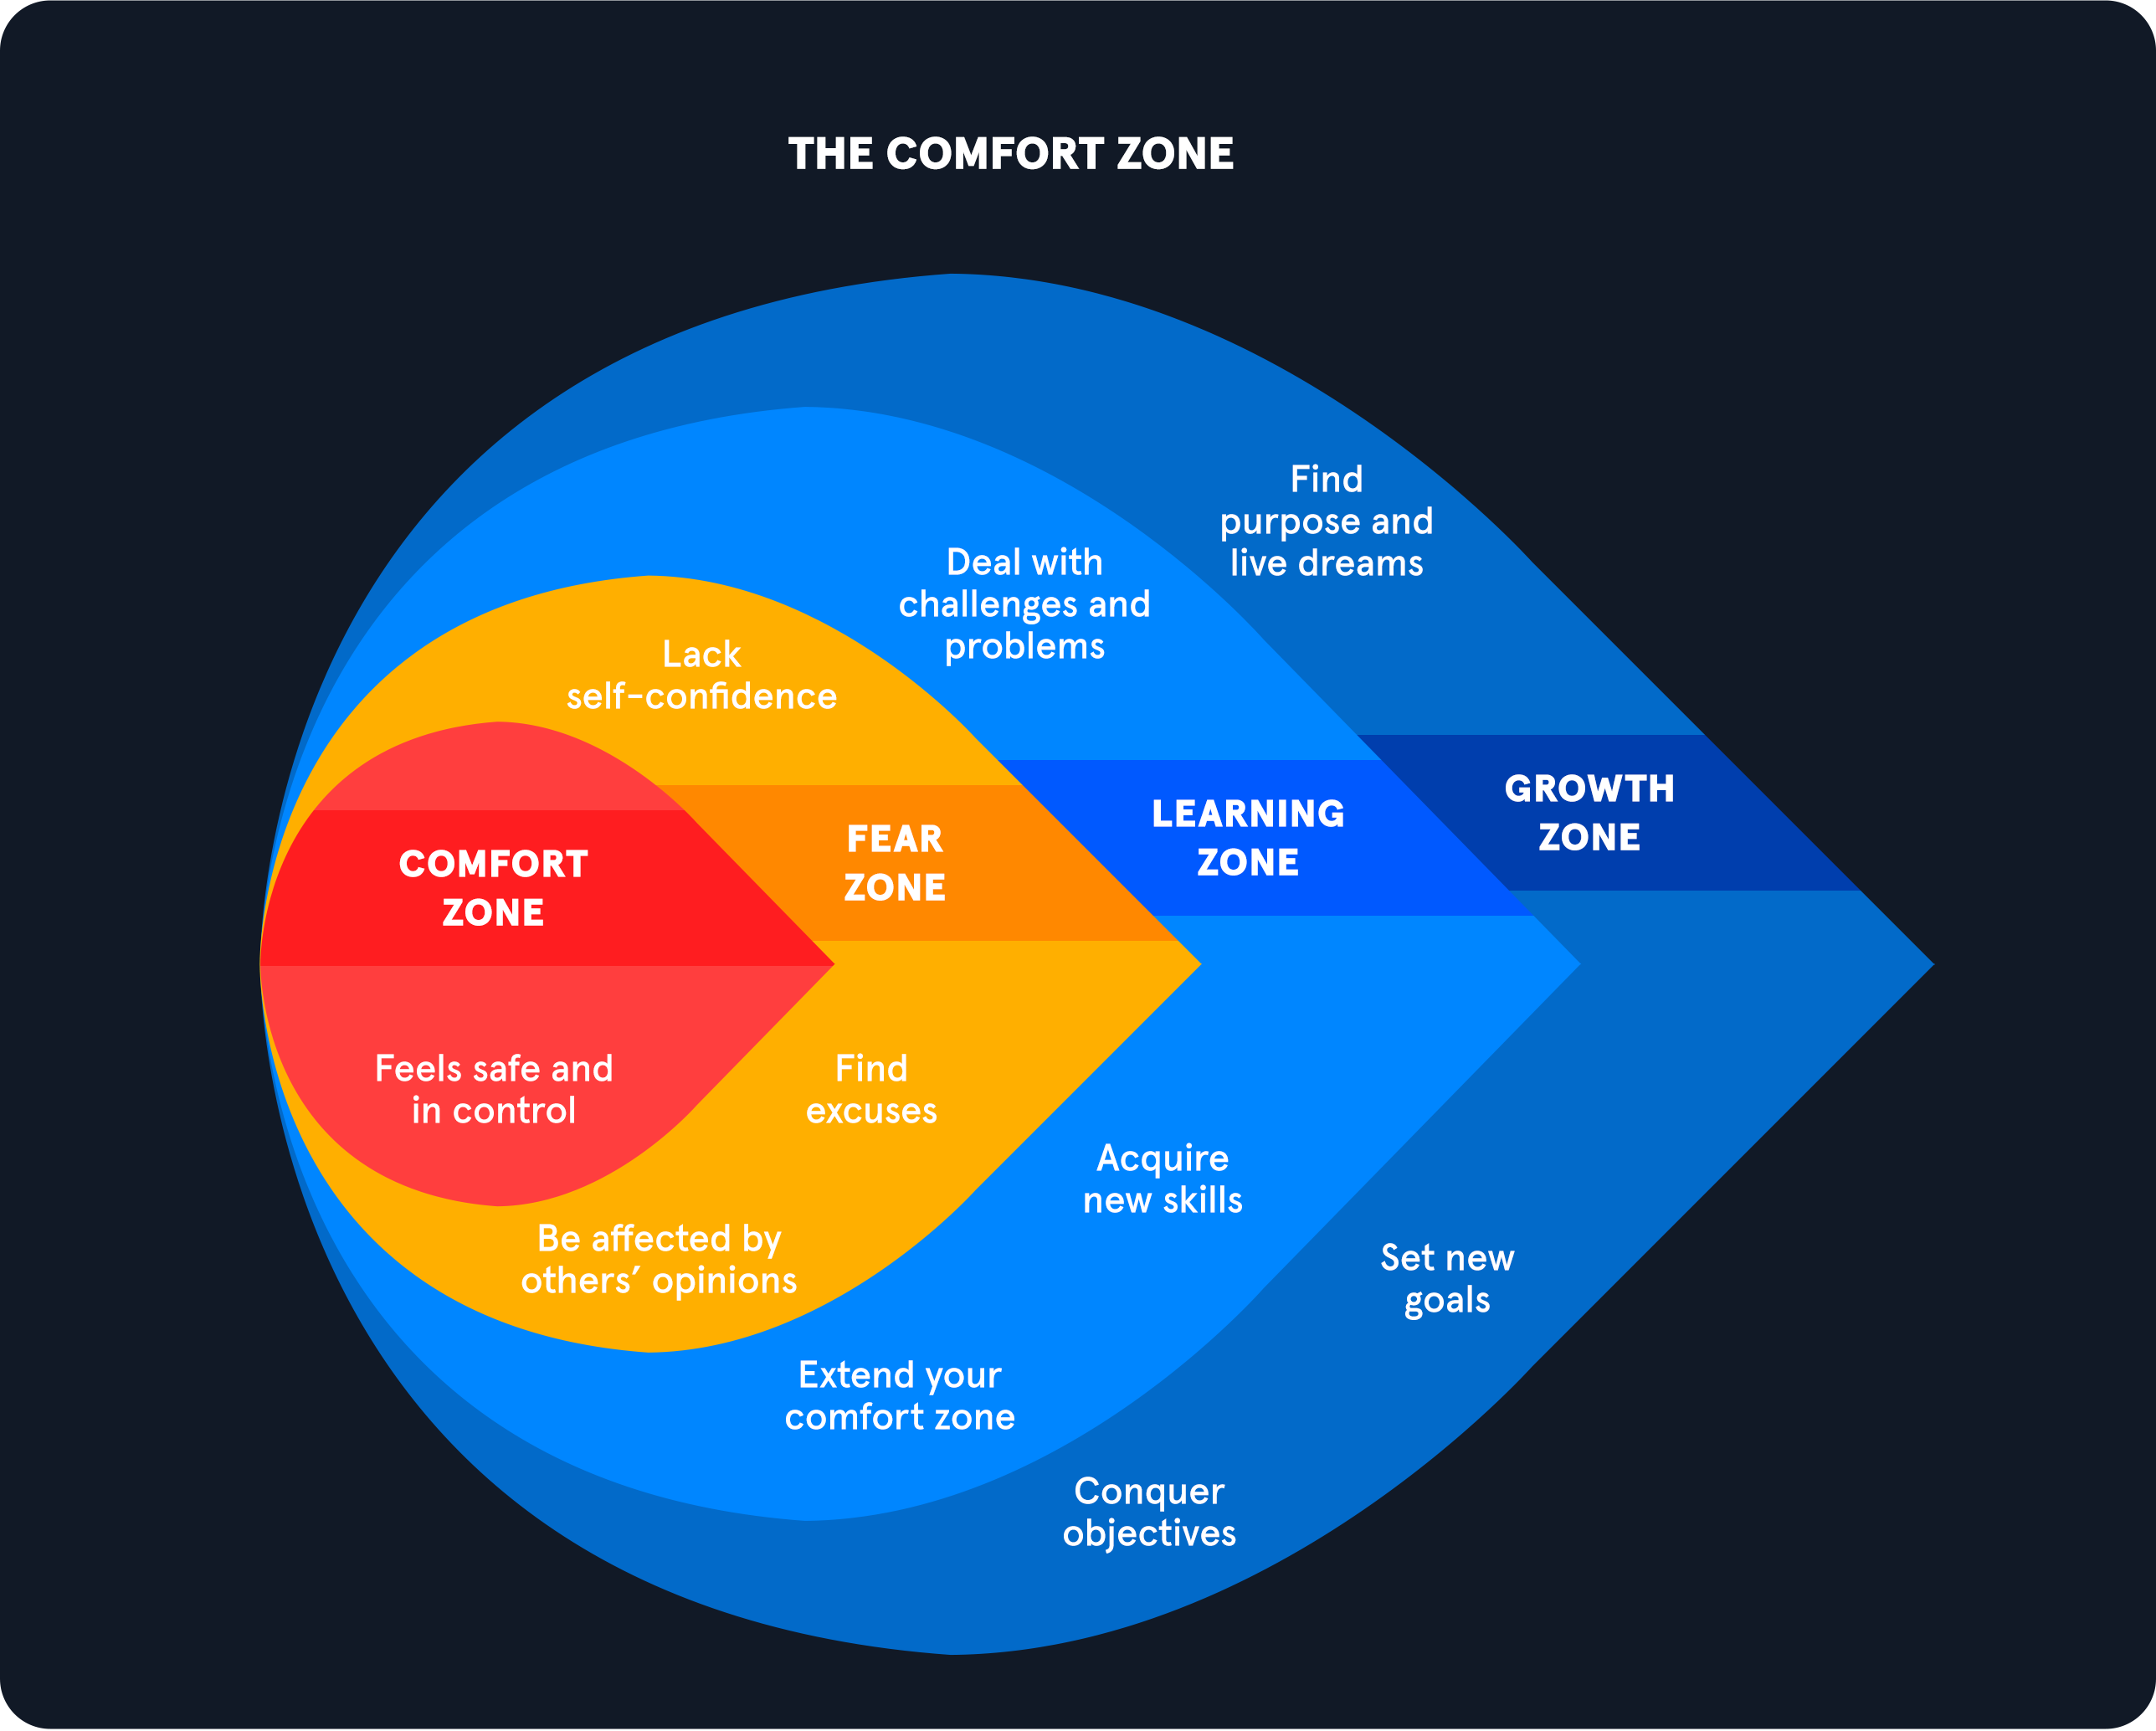 THE COMFORT ZONE
COMFORT
ZONE
Feels safe and
in control
FEAR
ZONE
Lack
self-confidence
Find
excuses
Be affected by
others’ opinions
LEARNING
ZONE
Deal with
challenges and
problems
Acquire
new skills
Extend your
comfort zone
GROWTH
ZONE
Find
purpose and
live dreams
Set new
goals
Conquer
objectives